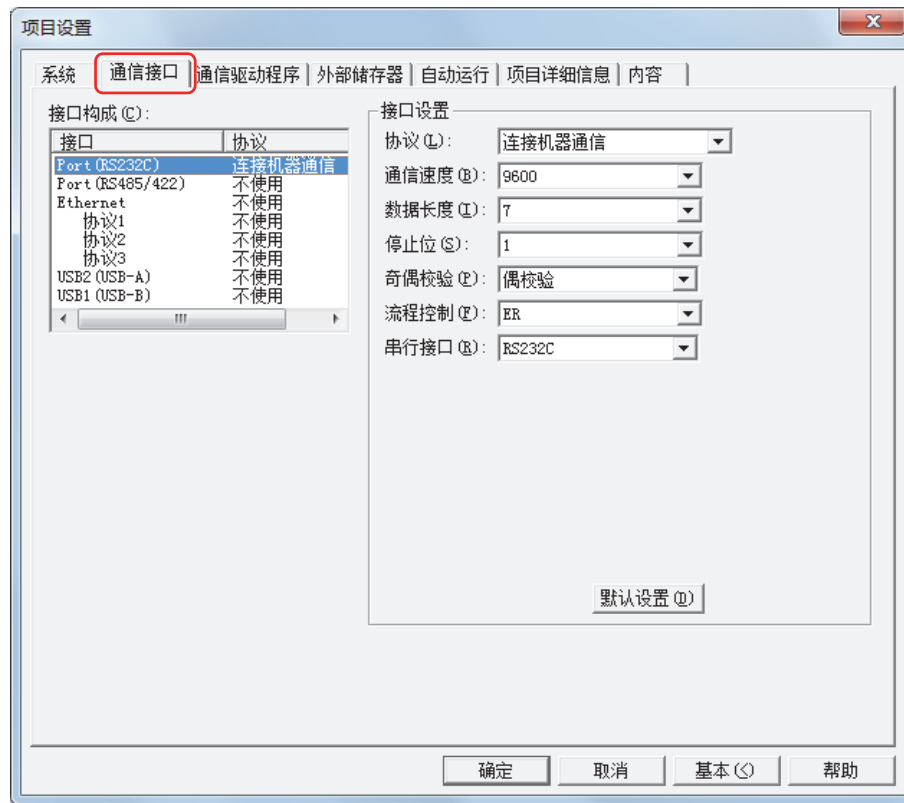 项目设置
系统 通信接口 通信驱动程序 外部储存器 自动运行 项目详细信息 内容
接口构成(C):
接口 协议
Port(RS232C) 连接机器通信
Port(RS485/422) 不使用
Ethernet 不使用
协议1 不使用
协议2 不使用
协议3 不使用
USB2(USB-A) 不使用
USB1(USB-B) 不使用
接口设置
协议(L): 连接机器通信
通信速度(B): 9600
数据长度(I): 7
停止位(S): 1
奇偶校验(P): 偶校验
流程控制(F): ER
串行接口(R): RS232C
默认设置(D)
确定 取消 基本(<) 帮助